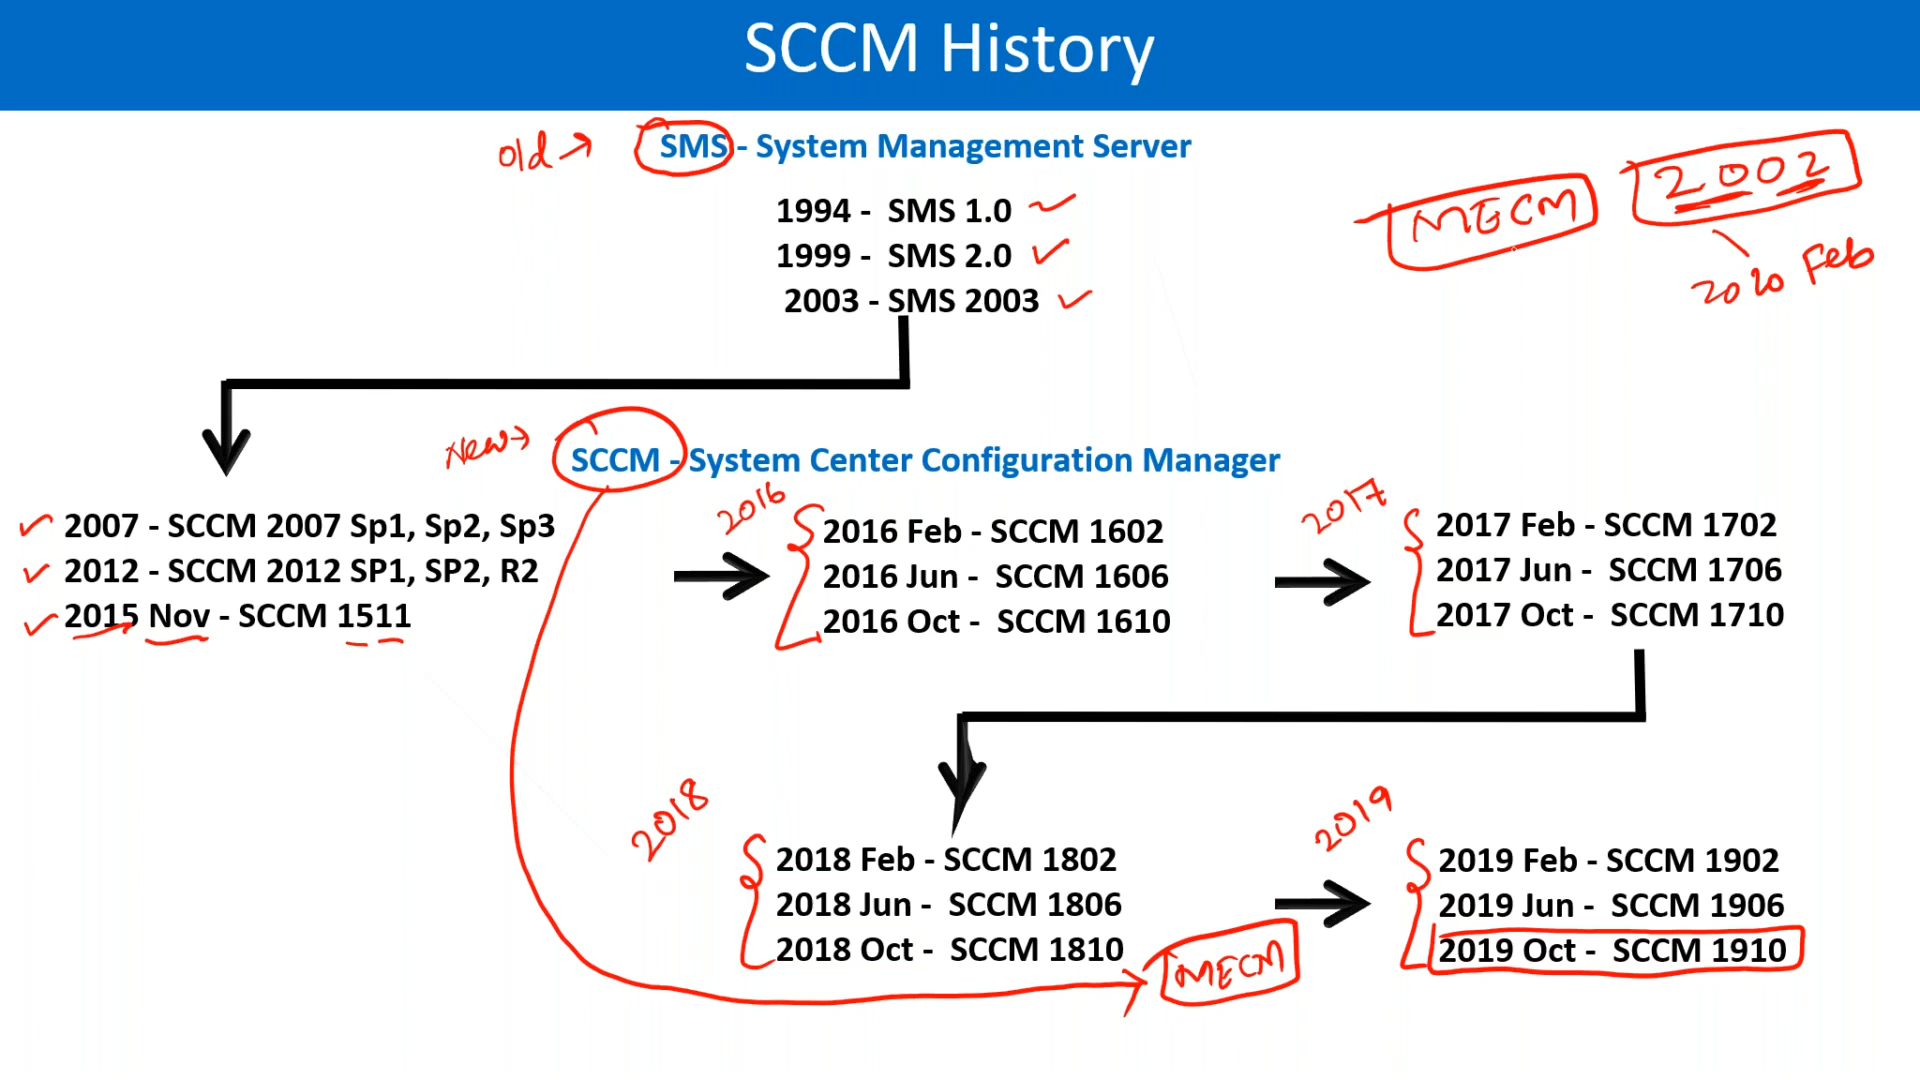 SCCM History
old → SMS - System Management Server
1994 - SMS 1.0
1999 - SMS 2.0
2003 - SMS 2003
MECM 2002
2020 Feb
New → SCCM - System Center Configuration Manager
2007 - SCCM 2007 Sp1, Sp2, Sp3
2012 - SCCM 2012 SP1, SP2, R2
2015 Nov - SCCM 1511
2016
2016 Feb - SCCM 1602
2016 Jun - SCCM 1606
2016 Oct - SCCM 1610
2017
2017 Feb - SCCM 1702
2017 Jun - SCCM 1706
2017 Oct - SCCM 1710
2018
2018 Feb - SCCM 1802
2018 Jun - SCCM 1806
2018 Oct - SCCM 1810
MECM
2019
2019 Feb - SCCM 1902
2019 Jun - SCCM 1906
2019 Oct - SCCM 1910